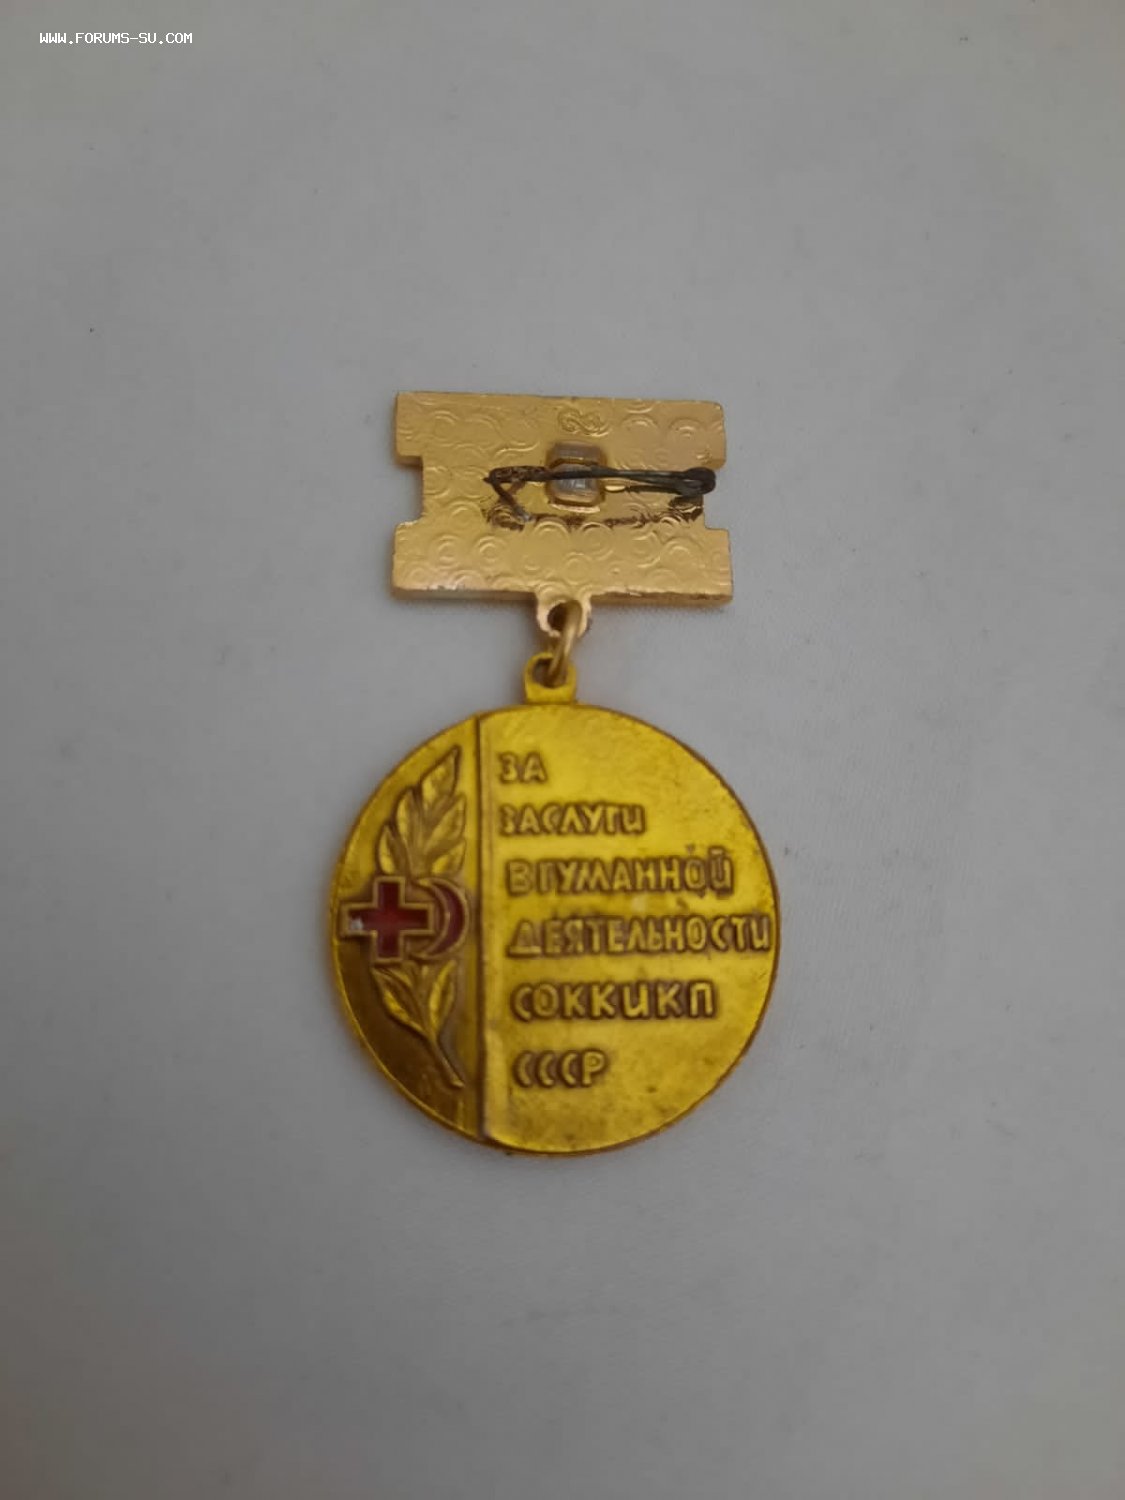 WWW.FORUMS-SU.COM
ЗА
ЗАСЛУГИ
В ГУМАННОЙ
ДЕЯТЕЛЬНОСТИ
СОККИКП
СССР